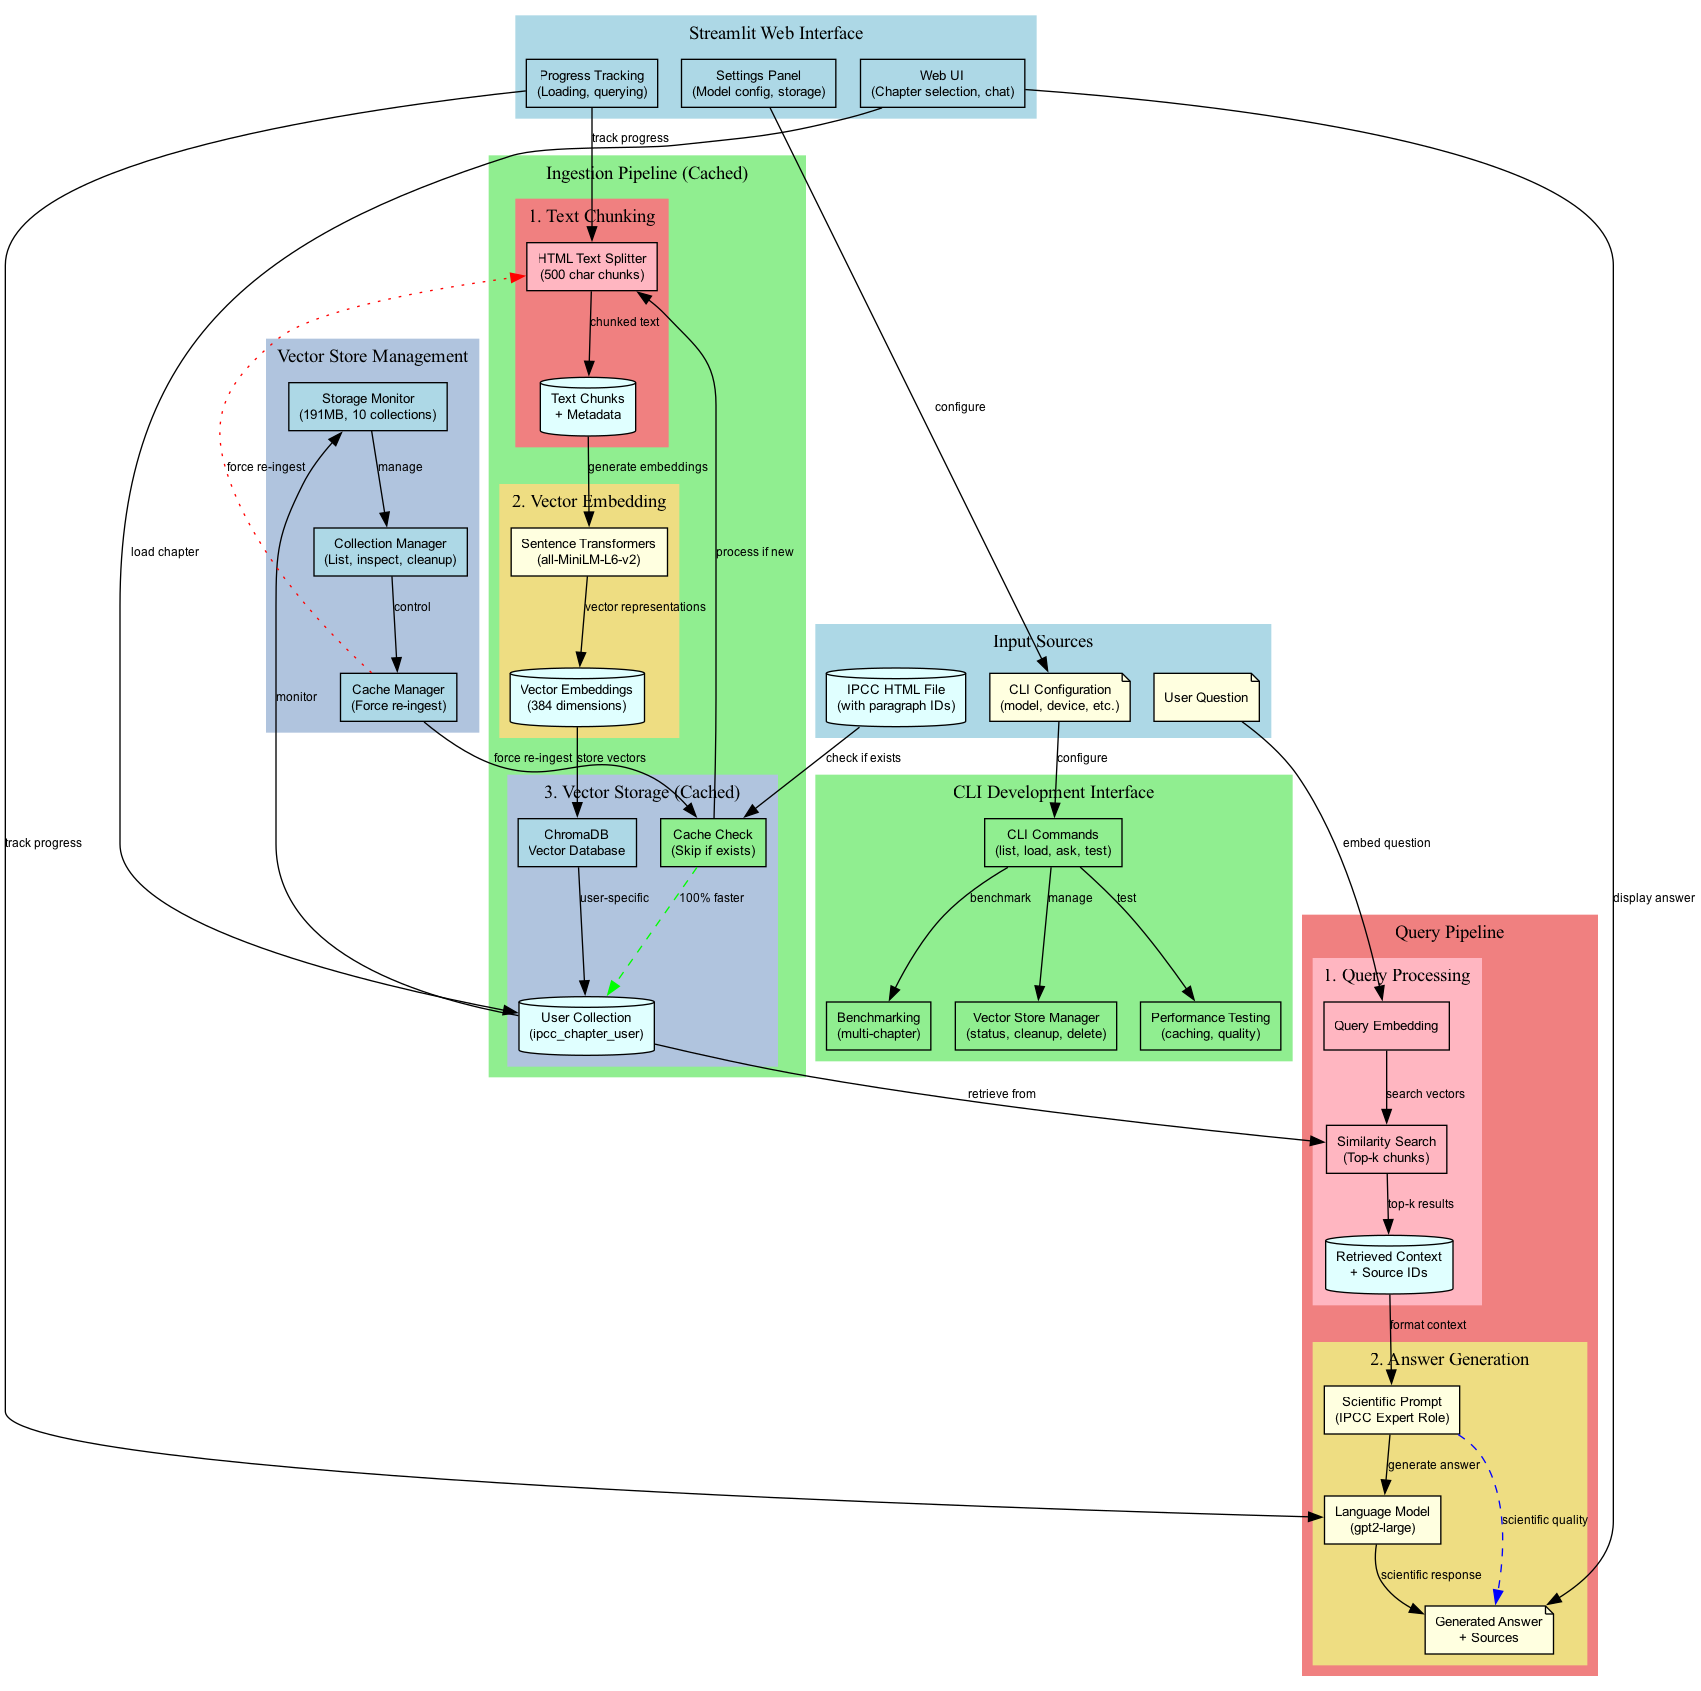 Streamlit Web Interface
Progress Tracking
(Loading, querying)
Settings Panel
(Model config, storage)
Web UI
(Chapter selection, chat)
track progress
Ingestion Pipeline (Cached)
1. Text Chunking
HTML Text Splitter
(500 char chunks)
chunked text
Text Chunks
+ Metadata
generate embeddings
2. Vector Embedding
Sentence Transformers
(all-MiniLM-L6-v2)
process if new
vector representations
Vector Embeddings
(384 dimensions)
Vector Store Management
Storage Monitor
(191MB, 10 collections)
force re-ingest
manage
Collection Manager
(List, inspect, cleanup)
load chapter
control
Cache Manager
(Force re-ingest)
monitor
configure
Input Sources
IPCC HTML File
(with paragraph IDs)
CLI Configuration
(model, device, etc.)
User Question
force re-ingest
store vectors
check if exists
configure
3. Vector Storage (Cached)
ChromaDB
Vector Database
Cache Check
(Skip if exists)
user-specific
100% faster
User Collection
(ipcc_chapter_user)
CLI Development Interface
CLI Commands
(list, load, ask, test)
benchmark
manage
test
Benchmarking
(multi-chapter)
Vector Store Manager
(status, cleanup, delete)
Performance Testing
(caching, quality)
track progress
embed question
display answer
Query Pipeline
1. Query Processing
Query Embedding
retrieve from
search vectors
Similarity Search
(Top-k chunks)
top-k results
Retrieved Context
+ Source IDs
format context
2. Answer Generation
Scientific Prompt
(IPCC Expert Role)
generate answer
Language Model
(gpt2-large)
scientific quality
scientific response
Generated Answer
+ Sources